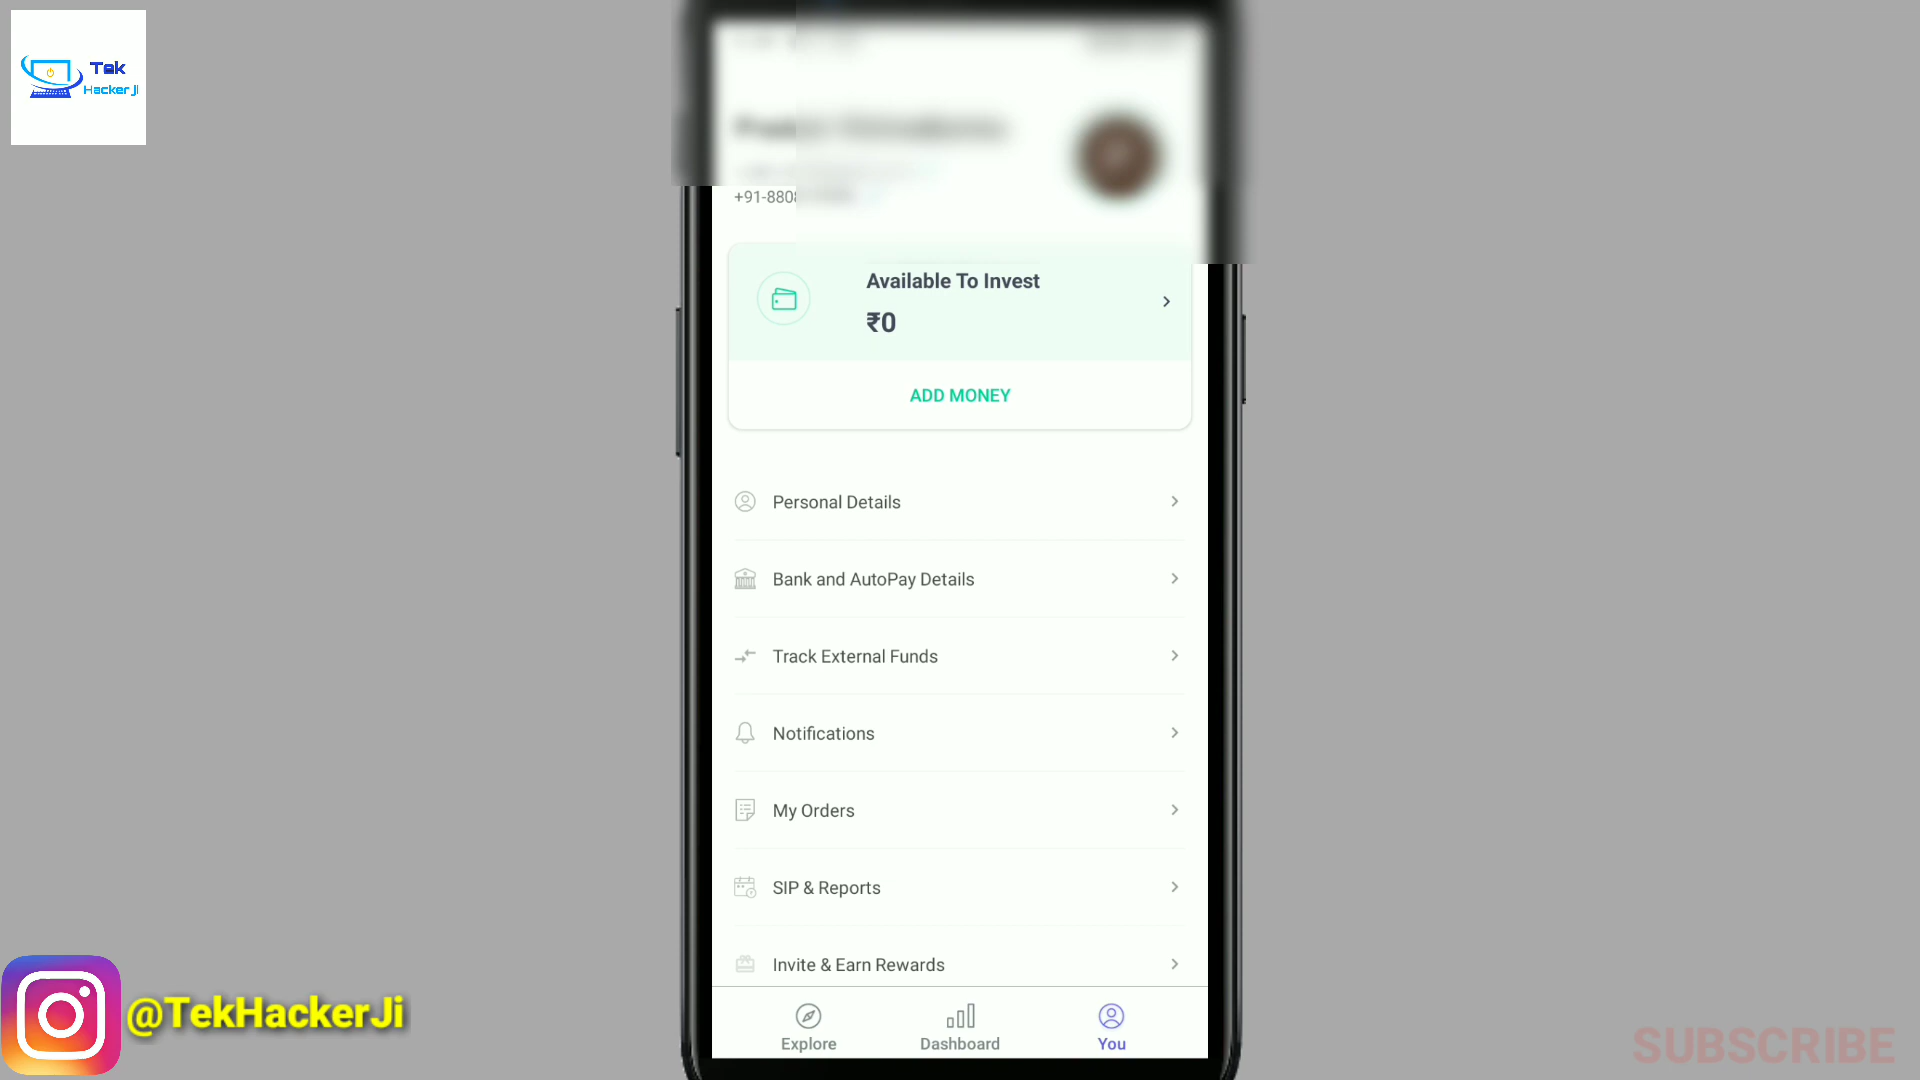 Tek
Hacker Ji
+91-880
Available To Invest
₹0
ADD MONEY
Personal Details
Bank and AutoPay Details
Track External Funds
Notifications
My Orders
SIP & Reports
Invite & Earn Rewards
Explore
Dashboard
You
@TekHackerJi
SUBSCRIBE